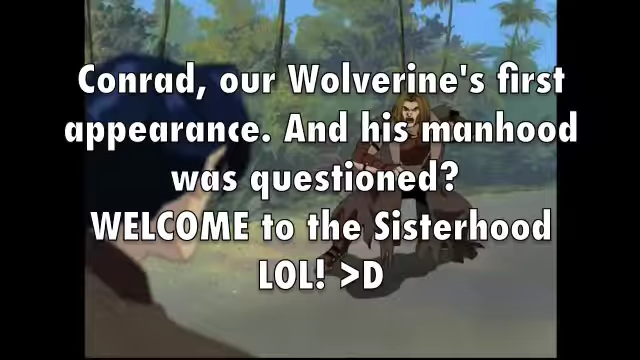 Conrad, our Wolverine's first
appearance. And his manhood
was questioned?
WELCOME to the Sisterhood
LOL! >D